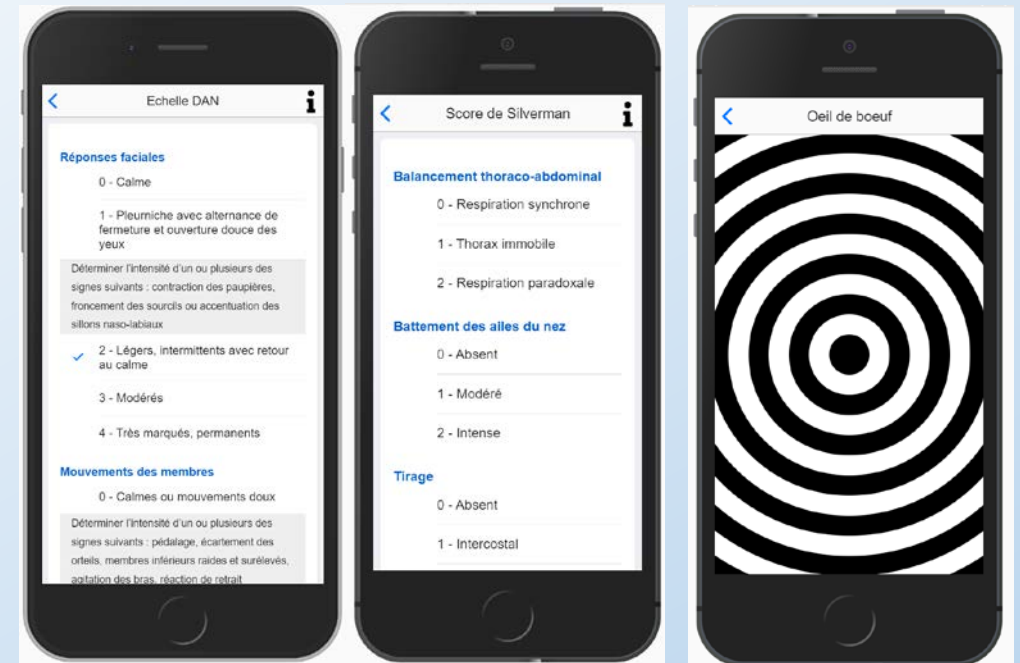 Echelle DAN
Réponses faciales
0 - Calme
1 - Pleurniche avec alternance de
fermeture et ouverture douce des
yeux
Déterminer l'intensité d'un ou plusieurs des
signes suivants : contraction des paupières,
froncement des sourcils ou accentuation des
sillons naso-labiaux
2 - Légers, intermittents avec retour
au calme
3 - Modérés
4 - Très marqués, permanents
Mouvements des membres
0 - Calmes ou mouvements doux
Déterminer l'intensité d'un ou plusieurs des
signes suivants : pédalage, écartement des
orteils, membres inférieurs raides et surélevés,
agitation des bras, réaction de retrait
Score de Silverman
Balancement thoraco-abdominal
0 - Respiration synchrone
1 - Thorax immobile
2 - Respiration paradoxale
Battement des ailes du nez
0 - Absent
1 - Modéré
2 - Intense
Tirage
0 - Absent
1 - Intercostal
Oeil de boeuf